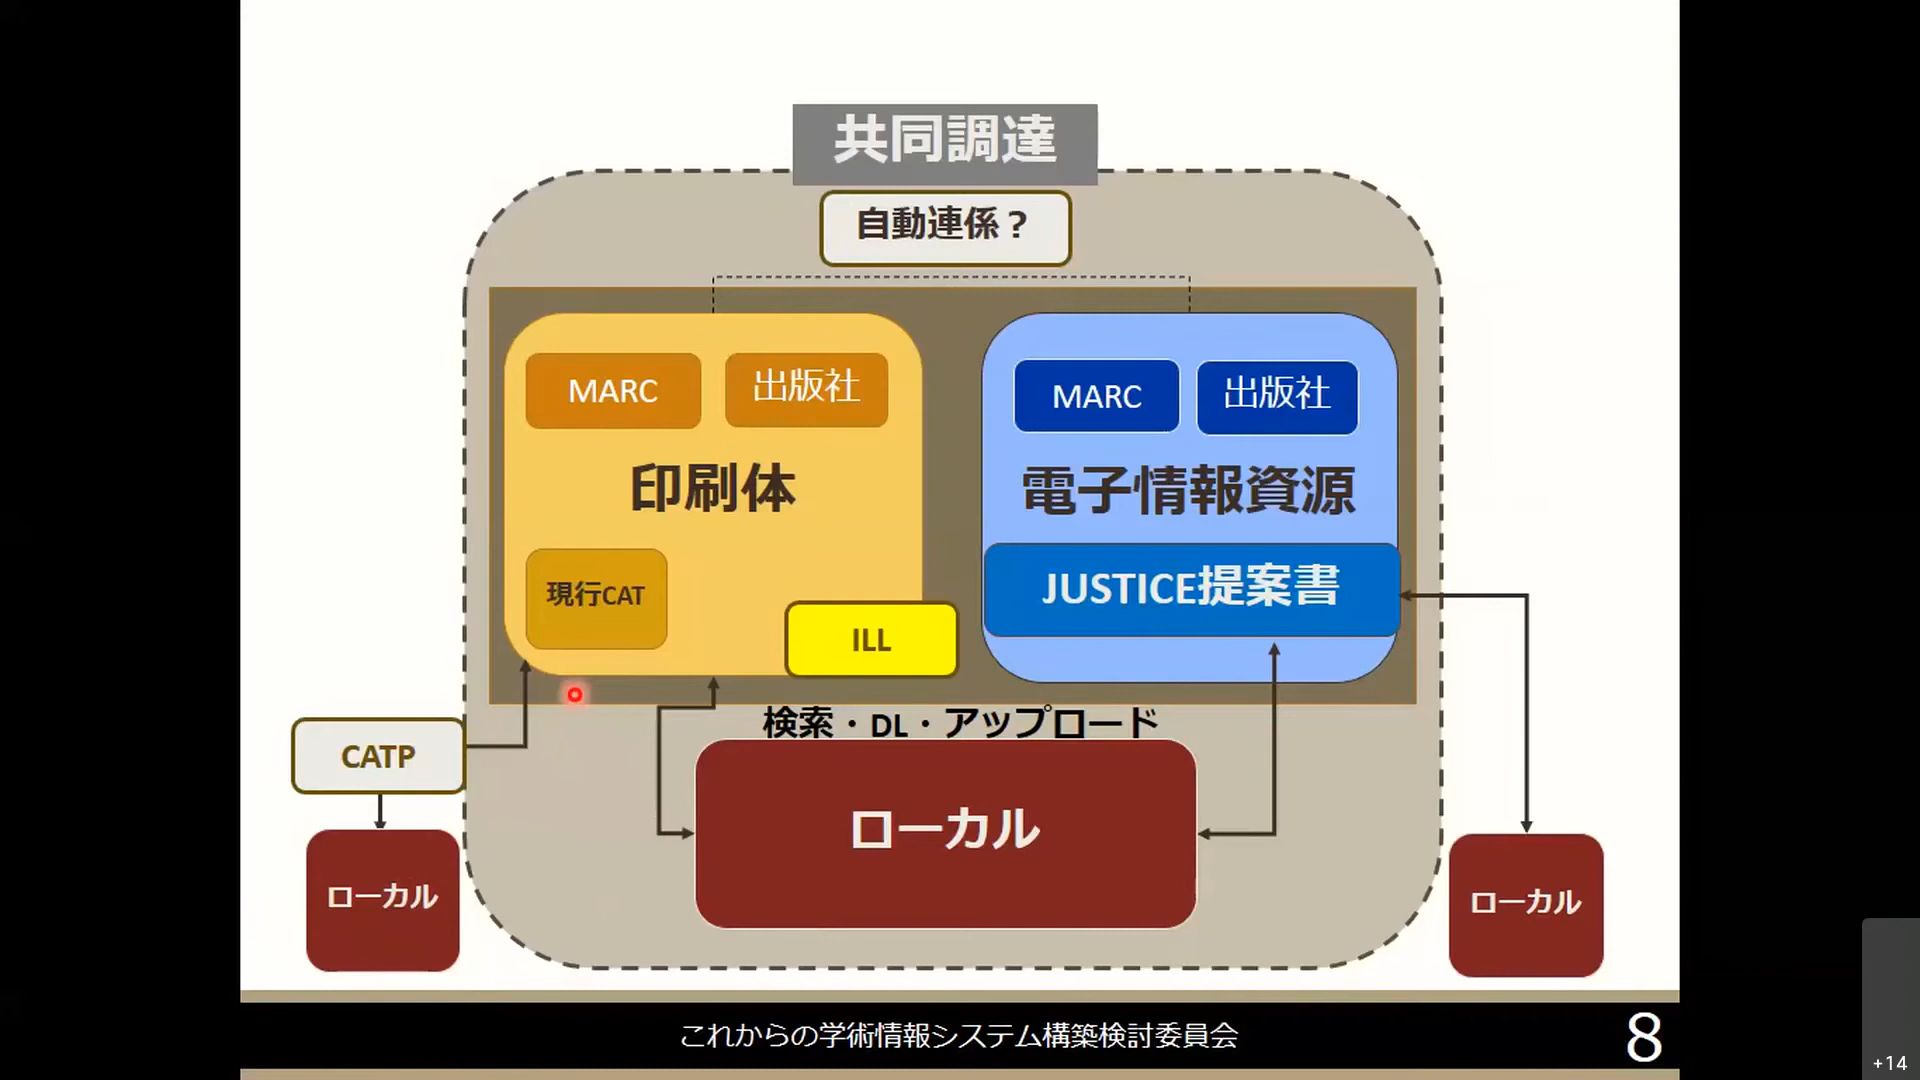 共同調達
自動連係？
MARC
出版社
MARC
出版社
印刷体
電子情報資源
現行CAT
JUSTICE提案書
ILL
検索・DL・アップロード
CATP
ローカル
ローカル
ローカル
これからの学術情報システム構築検討委員会
8
+14